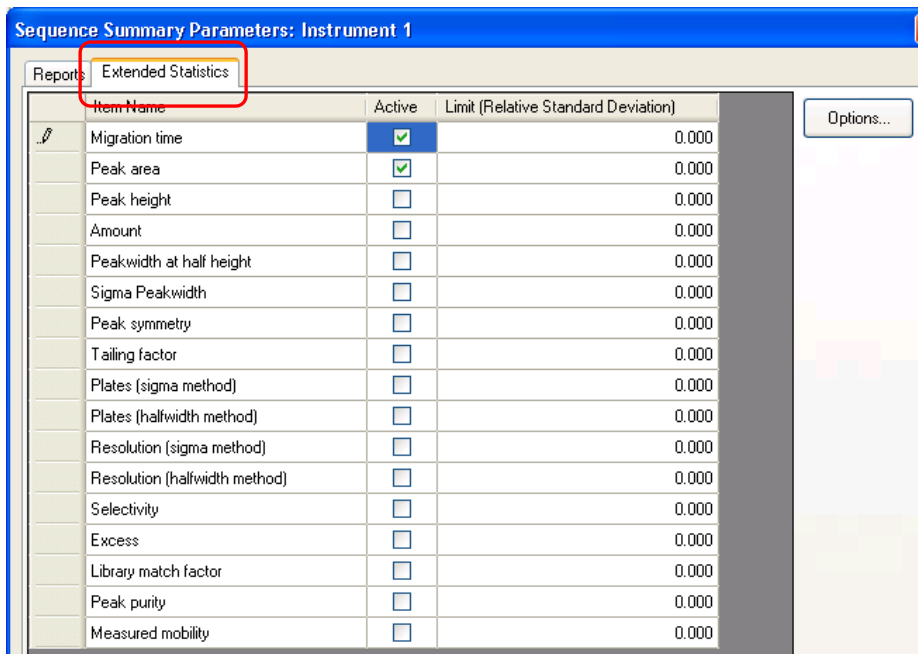 Sequence Summary Parameters: Instrument 1
Reports Extended Statistics
Item Name Active Limit (Relative Standard Deviation)
Options...
Migration time 0.000
Peak area 0.000
Peak height 0.000
Amount 0.000
Peakwidth at half height 0.000
Sigma Peakwidth 0.000
Peak symmetry 0.000
Tailing factor 0.000
Plates (sigma method) 0.000
Plates (halfwidth method) 0.000
Resolution (sigma method) 0.000
Resolution (halfwidth method) 0.000
Selectivity 0.000
Excess 0.000
Library match factor 0.000
Peak purity 0.000
Measured mobility 0.000